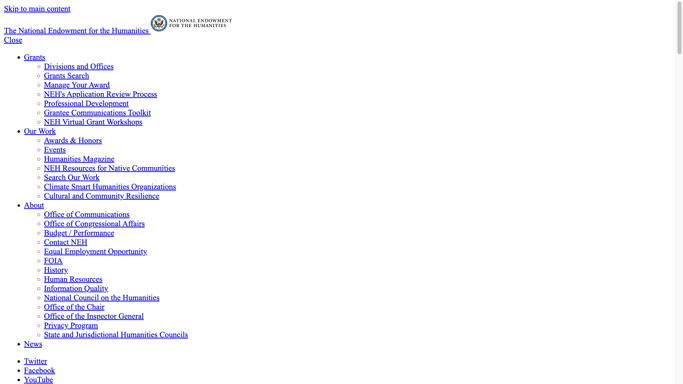 Skip to main content
The National Endowment for the Humanities
NATIONAL ENDOWMENT
FOR THE HUMANITIES
Close
Grants
Divisions and Offices
Grants Search
Manage Your Award
NEH's Application Review Process
Professional Development
Grantee Communications Toolkit
NEH Virtual Grant Workshops
Our Work
Awards & Honors
Events
Humanities Magazine
NEH Resources for Native Communities
Search Our Work
Climate Smart Humanities Organizations
Cultural and Community Resilience
About
Office of Communications
Office of Congressional Affairs
Budget / Performance
Contact NEH
Equal Employment Opportunity
FOIA
History
Human Resources
Information Quality
National Council on the Humanities
Office of the Chair
Office of the Inspector General
Privacy Program
State and Jurisdictional Humanities Councils
News
Twitter
Facebook
YouTube